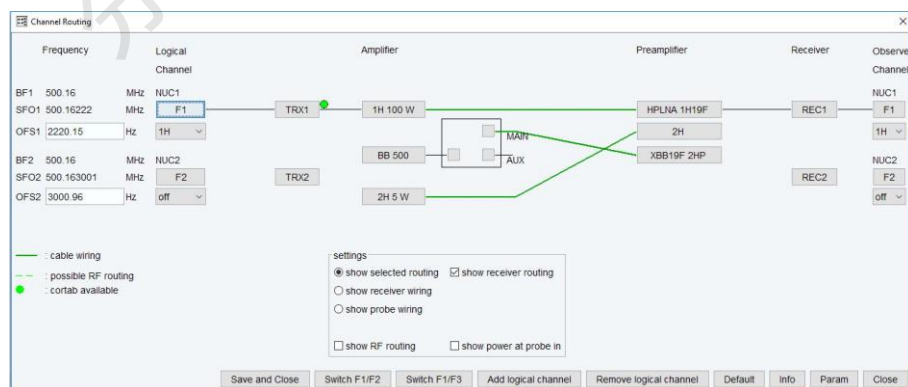 分
Channel Routing
Frequency Logical Channel Amplifier Preamplifier Receiver Observe Channel
BF1 500.16 MHz NUC1 NUC1
SFO1 500.16222 MHz F1 TRX1 1H 100 W HPLNA 1H19F REC1 F1
OFS1 2220.15 Hz 1H MAIN 2H 1H
BF2 500.16 MHz NUC2 BB 500 AUX XBB19F 2HP NUC2
SFO2 500.163001 MHz F2 TRX2 REC2 F2
OFS2 3000.96 Hz off 2H 5 W off
: cable wiring
: possible RF routing
: cortab available
settings
show selected routing show receiver routing
show receiver wiring
show probe wiring
show RF routing show power at probe in
Save and Close Switch F1/F2 Switch F1/F3 Add logical channel Remove logical channel Default Info Param Close